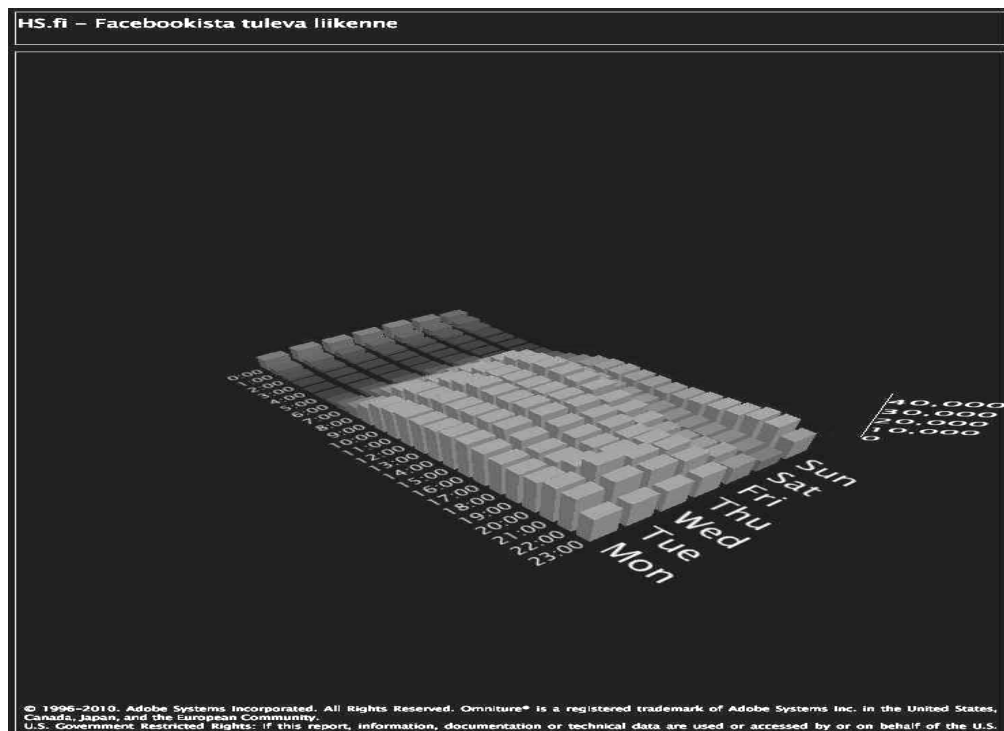 HS.fi – Facebookista tuleva liikenne
0:00
1:00
2:00
3:00
4:00
5:00
6:00
7:00
8:00
9:00
10:00
11:00
12:00
13:00
14:00
15:00
16:00
17:00
18:00
19:00
20:00
21:00
22:00
23:00
Mon
Tue
Wed
Thu
Fri
Sat
Sun
40.000
30.000
20.000
10.000
0
© 1996-2010. Adobe Systems Incorporated. All Rights Reserved. Omniture® is a registered trademark of Adobe Systems Inc. in the United States,
Canada, Japan, and the European Community.
U.S. Government Restricted Rights: If this report, information, documentation or technical data are used or accessed by or on behalf of the U.S.